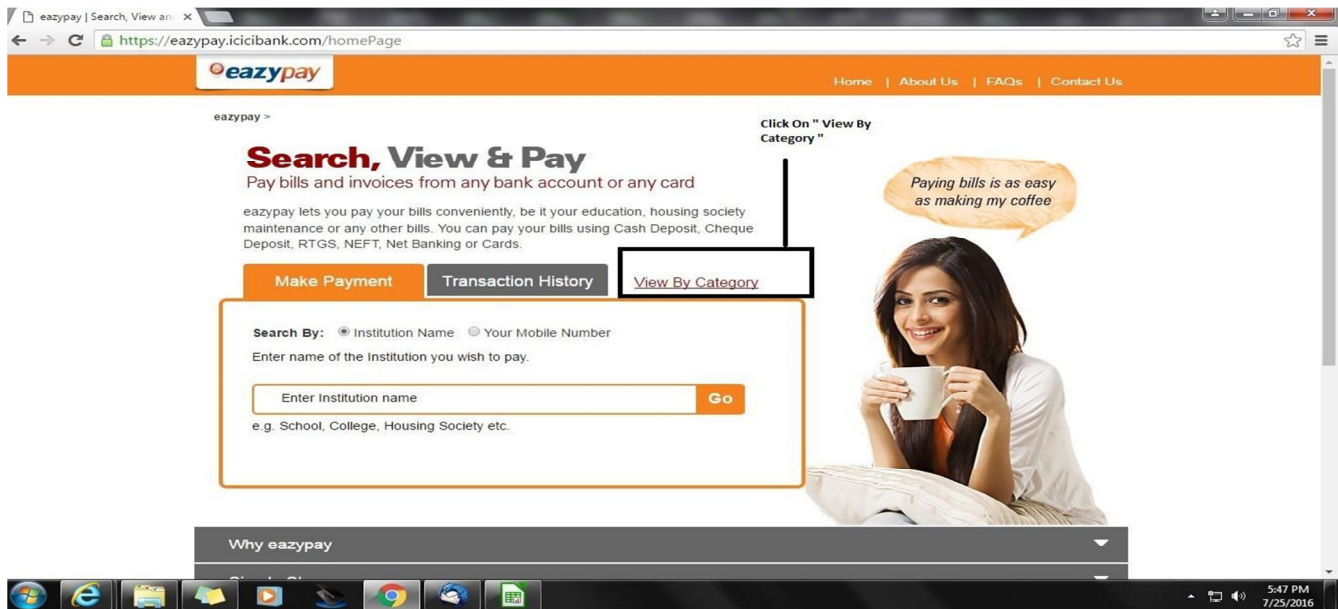 eazypay | Search, View an
https://eazypay.icicibank.com/homePage
eazypay
Home | About Us | FAQs | Contact Us
eazypay >
Click On " View By
Category "
Search, View & Pay
Pay bills and invoices from any bank account or any card
Paying bills is as easy
as making my coffee
eazypay lets you pay your bills conveniently, be it your education, housing society
maintenance or any other bills. You can pay your bills using Cash Deposit, Cheque
Deposit, RTGS, NEFT, Net Banking or Cards.
Make Payment
Transaction History
View By Category
Search By: Institution Name Your Mobile Number
Enter name of the Institution you wish to pay.
Enter Institution name
Go
e.g. School, College, Housing Society etc.
Why eazypay
5:47 PM
7/25/2016